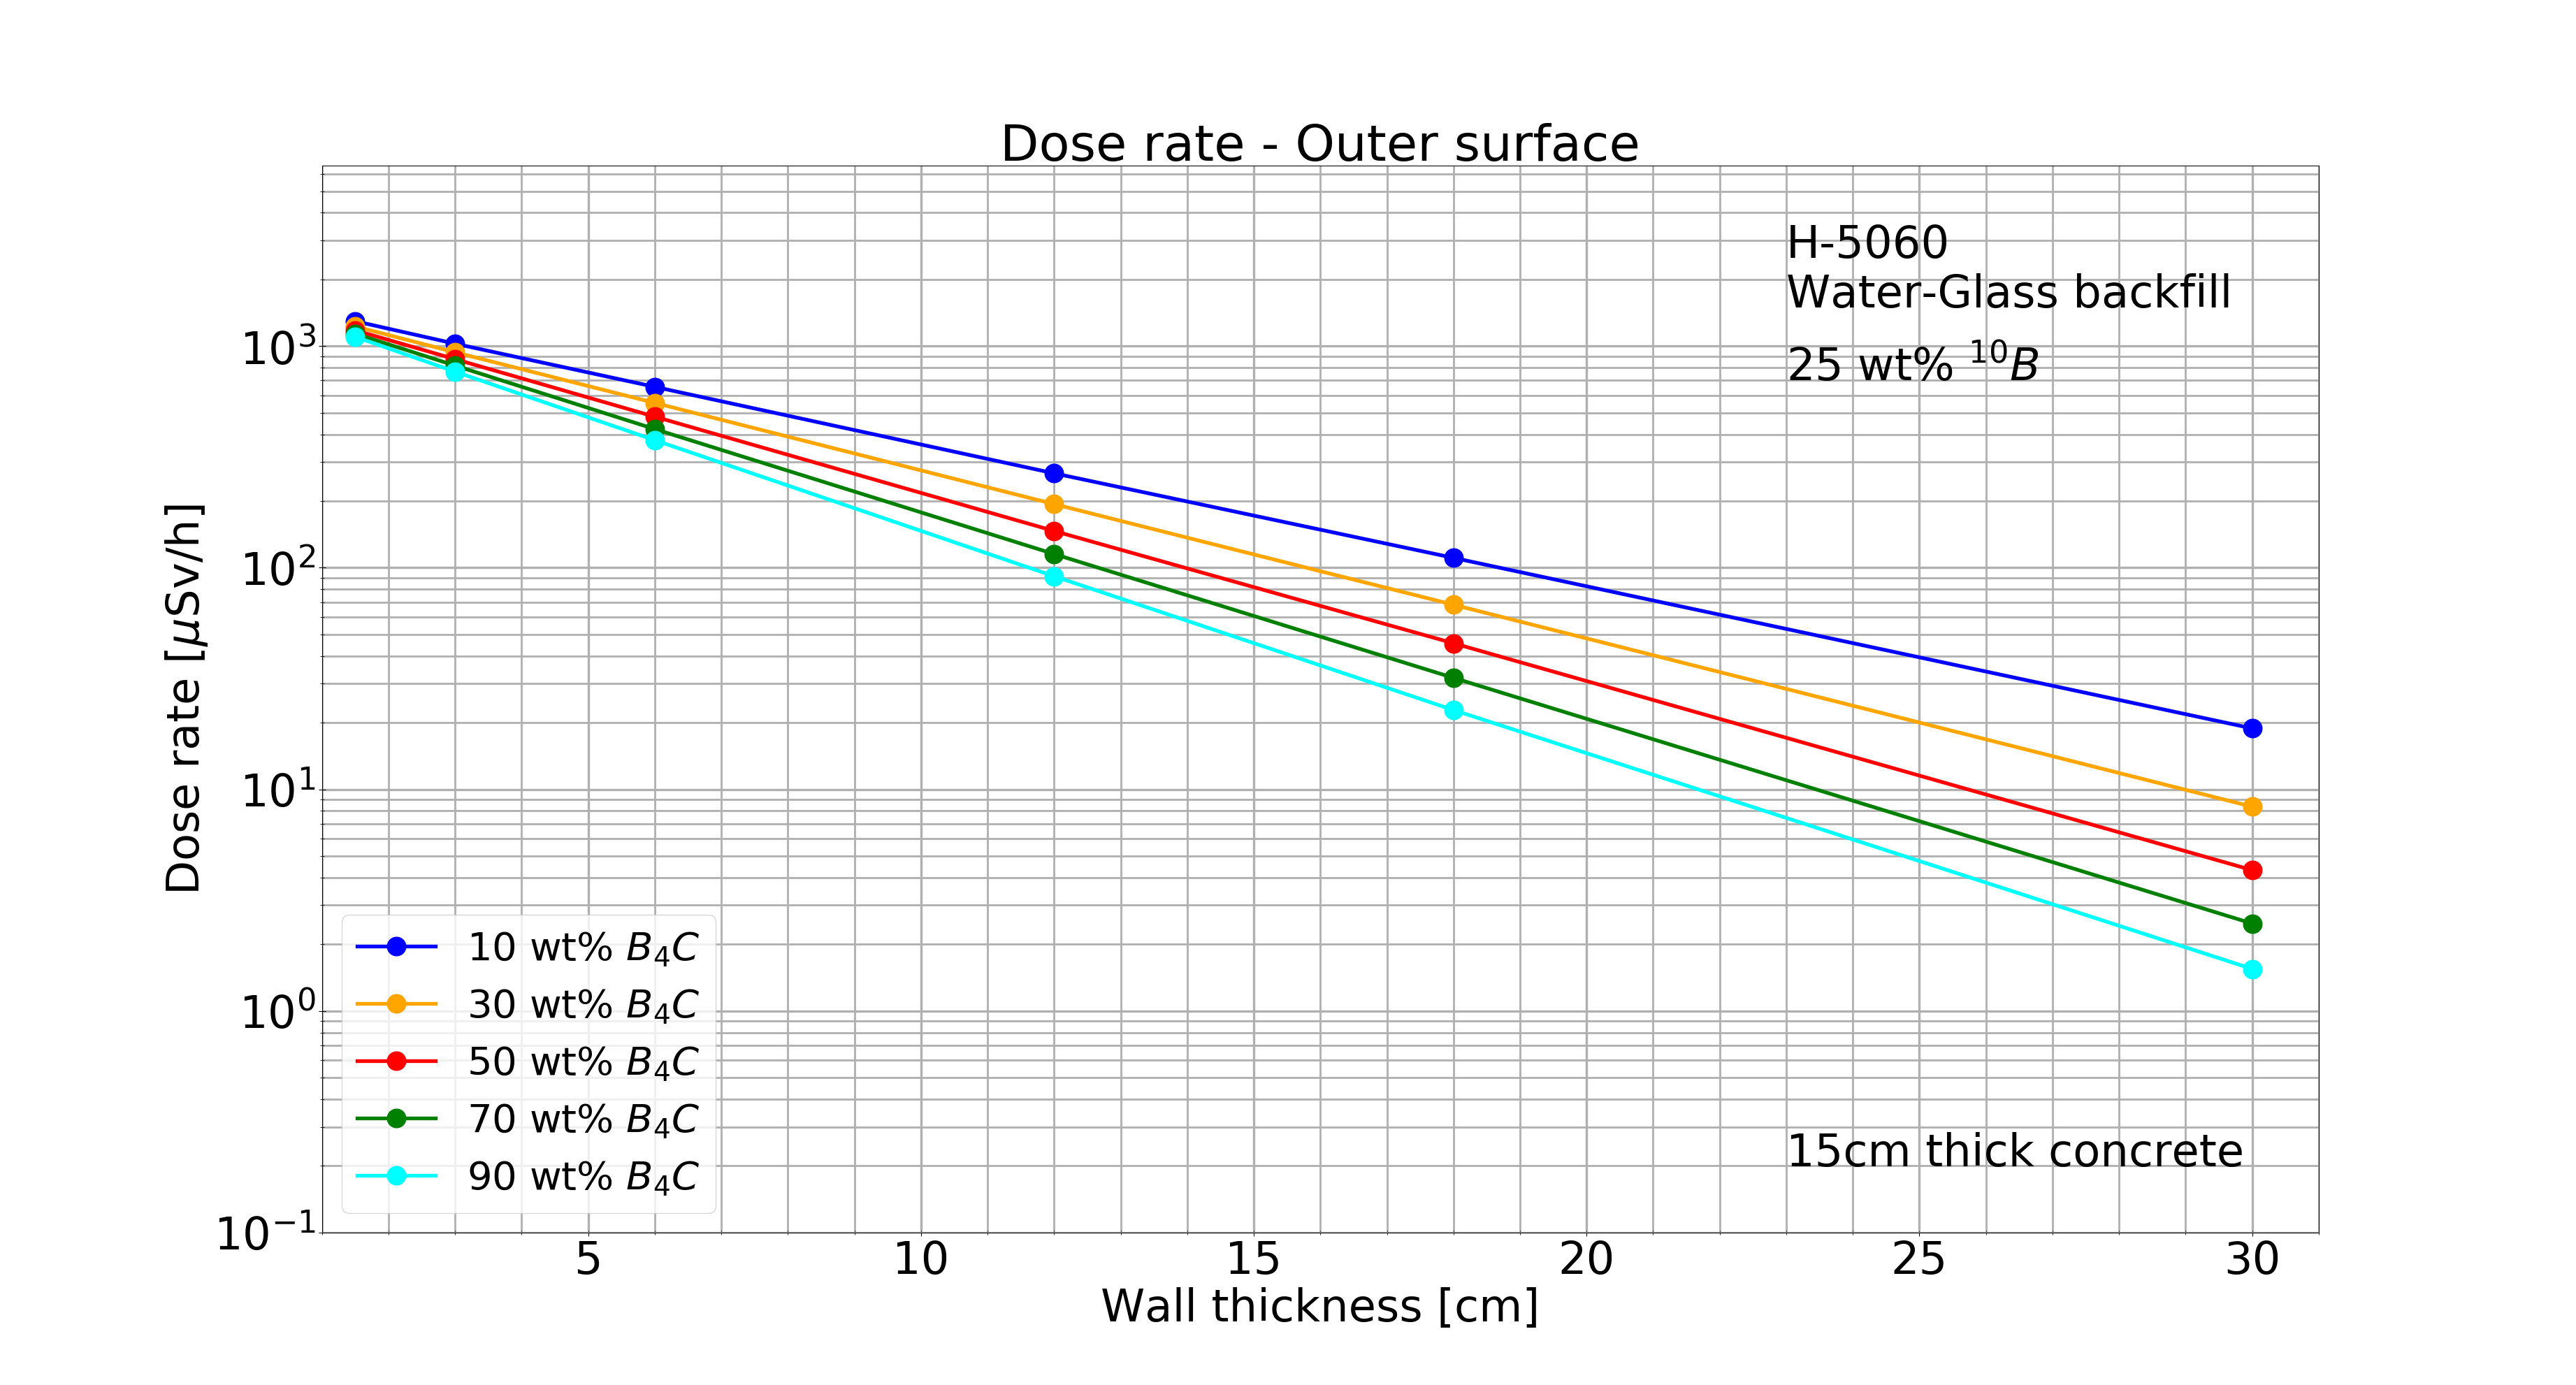 Dose rate - Outer surface
H-5060
Water-Glass backfill
25 wt% ¹⁰B
15cm thick concrete
Dose rate [μSv/h]
10³
10²
10¹
10⁰
10⁻¹
10 wt% B₄C
30 wt% B₄C
50 wt% B₄C
70 wt% B₄C
90 wt% B₄C
5 10 15 20 25 30
Wall thickness [cm]